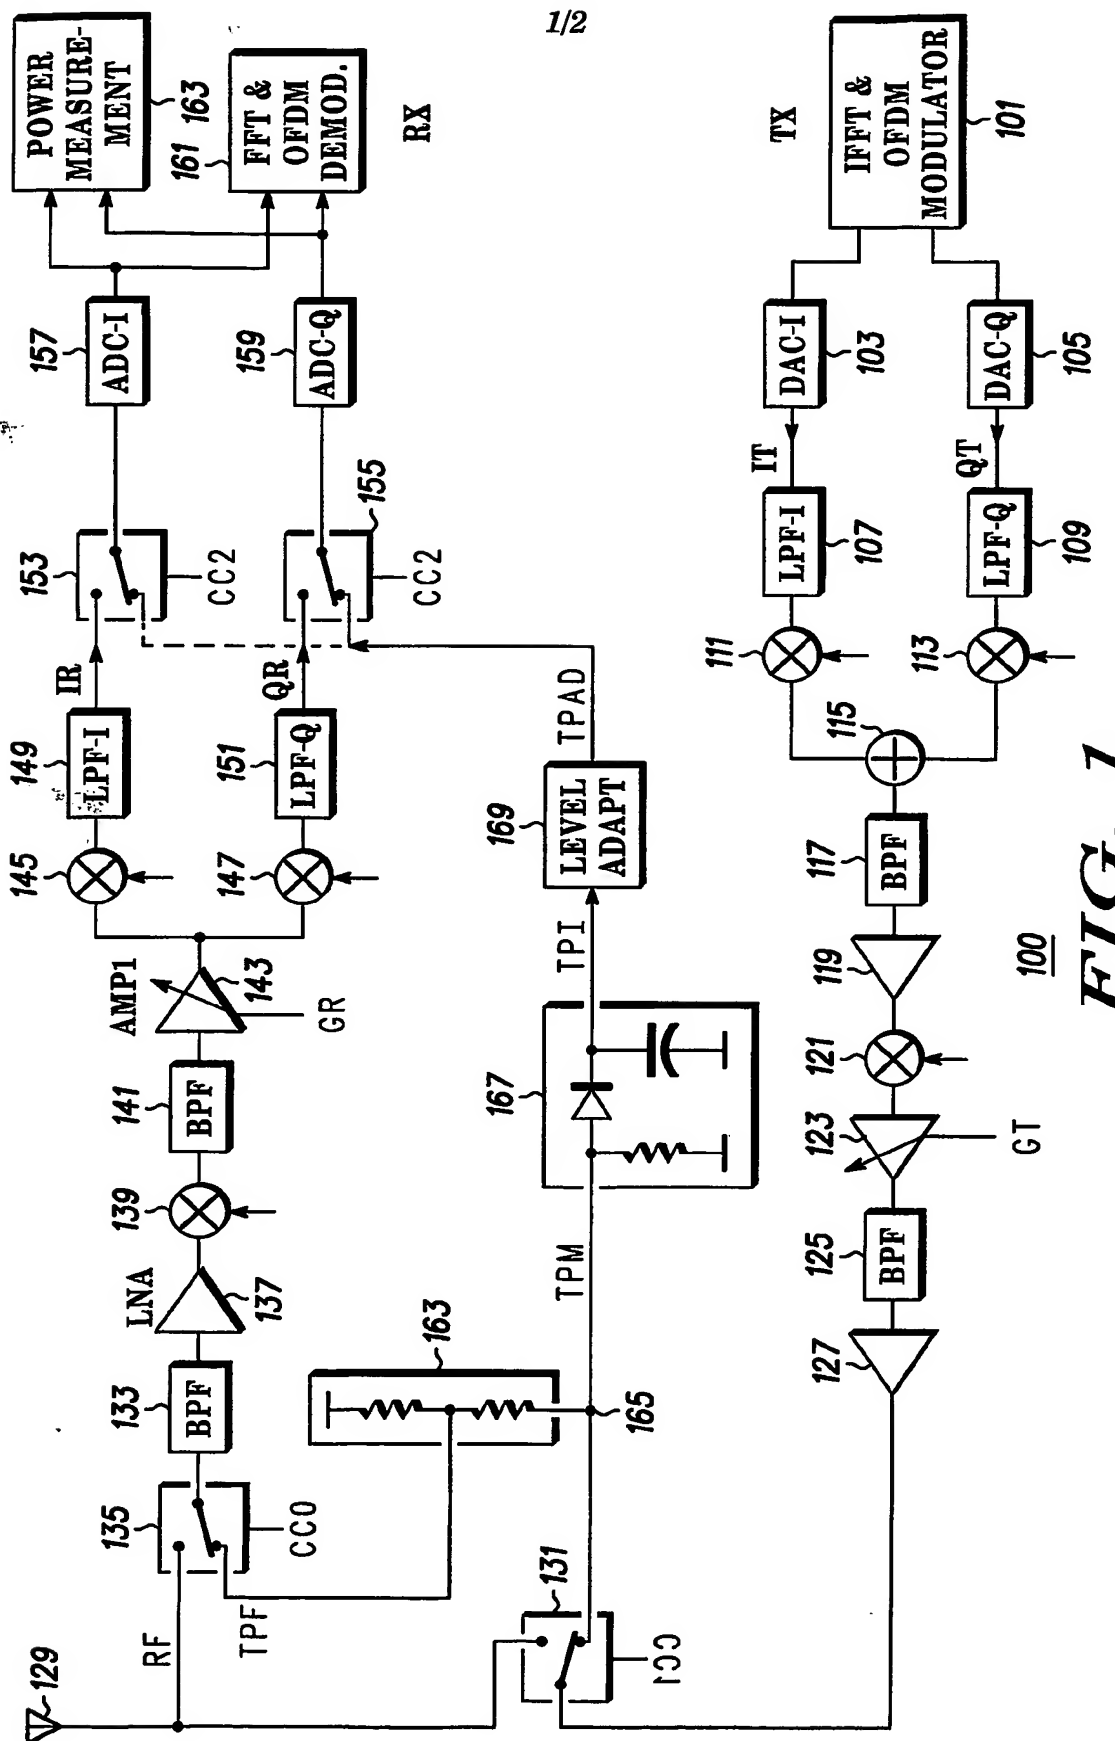 1/2
129
RF
TPF
135
CC0
133
BPF
LNA
137
139
141
BPF
AMP1
143
GR
145
147
149
LPF-I
151
LPF-Q
IR
QR
153
CC2
155
CC2
157
ADC-I
159
ADC-Q
POWER
MEASURE-
MENT
163
161
FFT &
OFDM
DEMOD.
RX
163
165
131
CC1
TPM
167
TPI
169
LEVEL
ADAPT
TPAD
TX
IFFT &
OFDM
MODULATOR
101
DAC-I
103
DAC-Q
105
IT
QT
LPF-I
107
LPF-Q
109
111
113
115
117
BPF
119
121
123
GT
125
BPF
127
100
FIG. 1